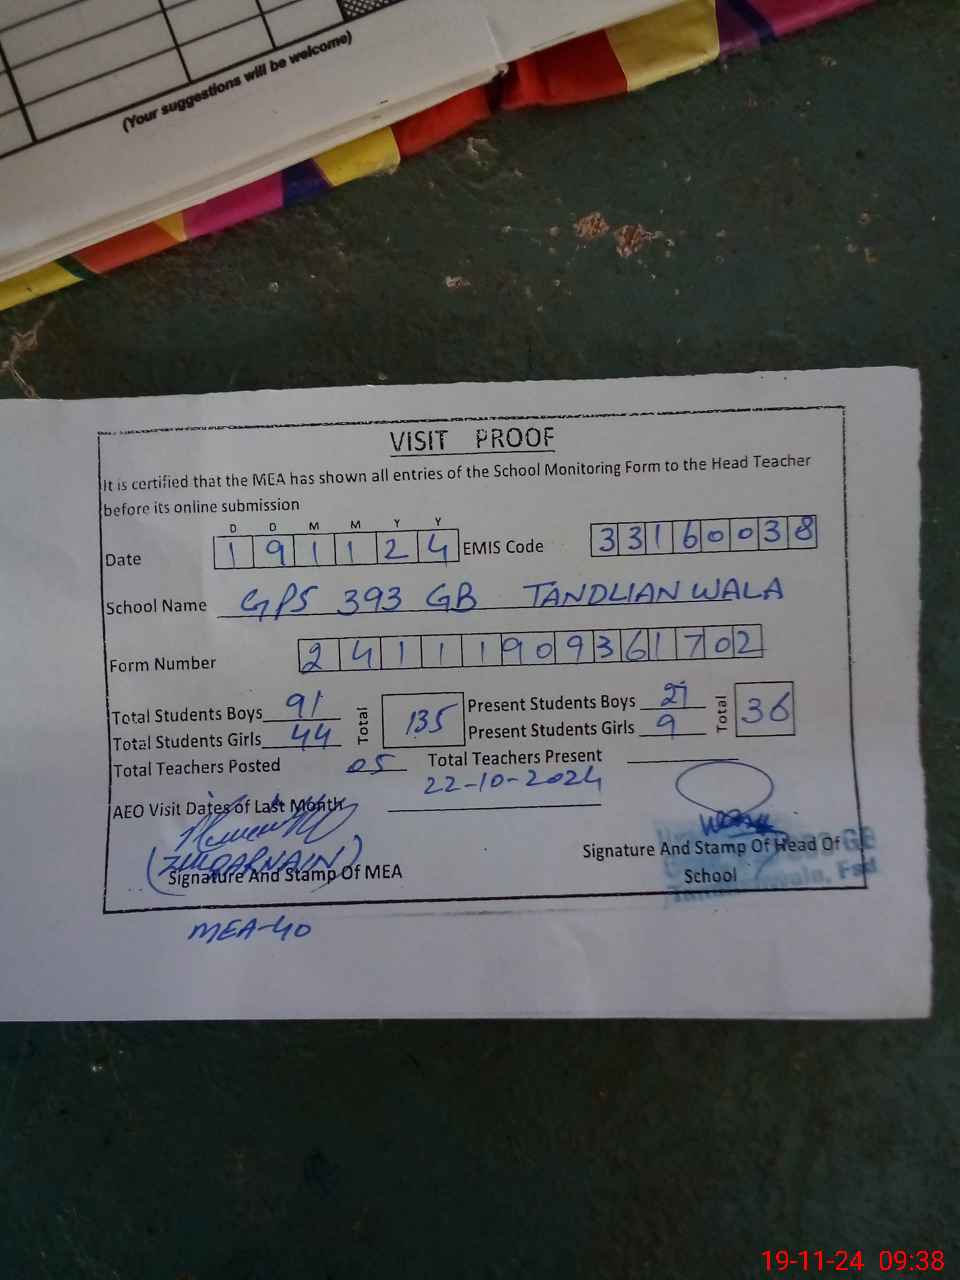 (Your suggestions will be welcome)
VISIT PROOF
It is certified that the MEA has shown all entries of the School Monitoring Form to the Head Teacher
before its online submission
D D M M Y Y
Date 1 9 1 1 2 4 EMIS Code 3 3 1 6 0 0 3 8
School Name GPS 393 GB TANDLIANWALA
Form Number 2 4 1 1 1 9 0 9 3 6 1 7 0 2
Total Students Boys 91 Total 135 Present Students Boys 27 Total 36
Total Students Girls 44 Present Students Girls 9
Total Teachers Posted 05 Total Teachers Present
22-10-2024
AEO Visit Dates of Last Month
(ZULQARNAIN)
Signature And Stamp Of MEA
Signature And Stamp Of Head Of
School
MEA-40
19-11-24 09:38